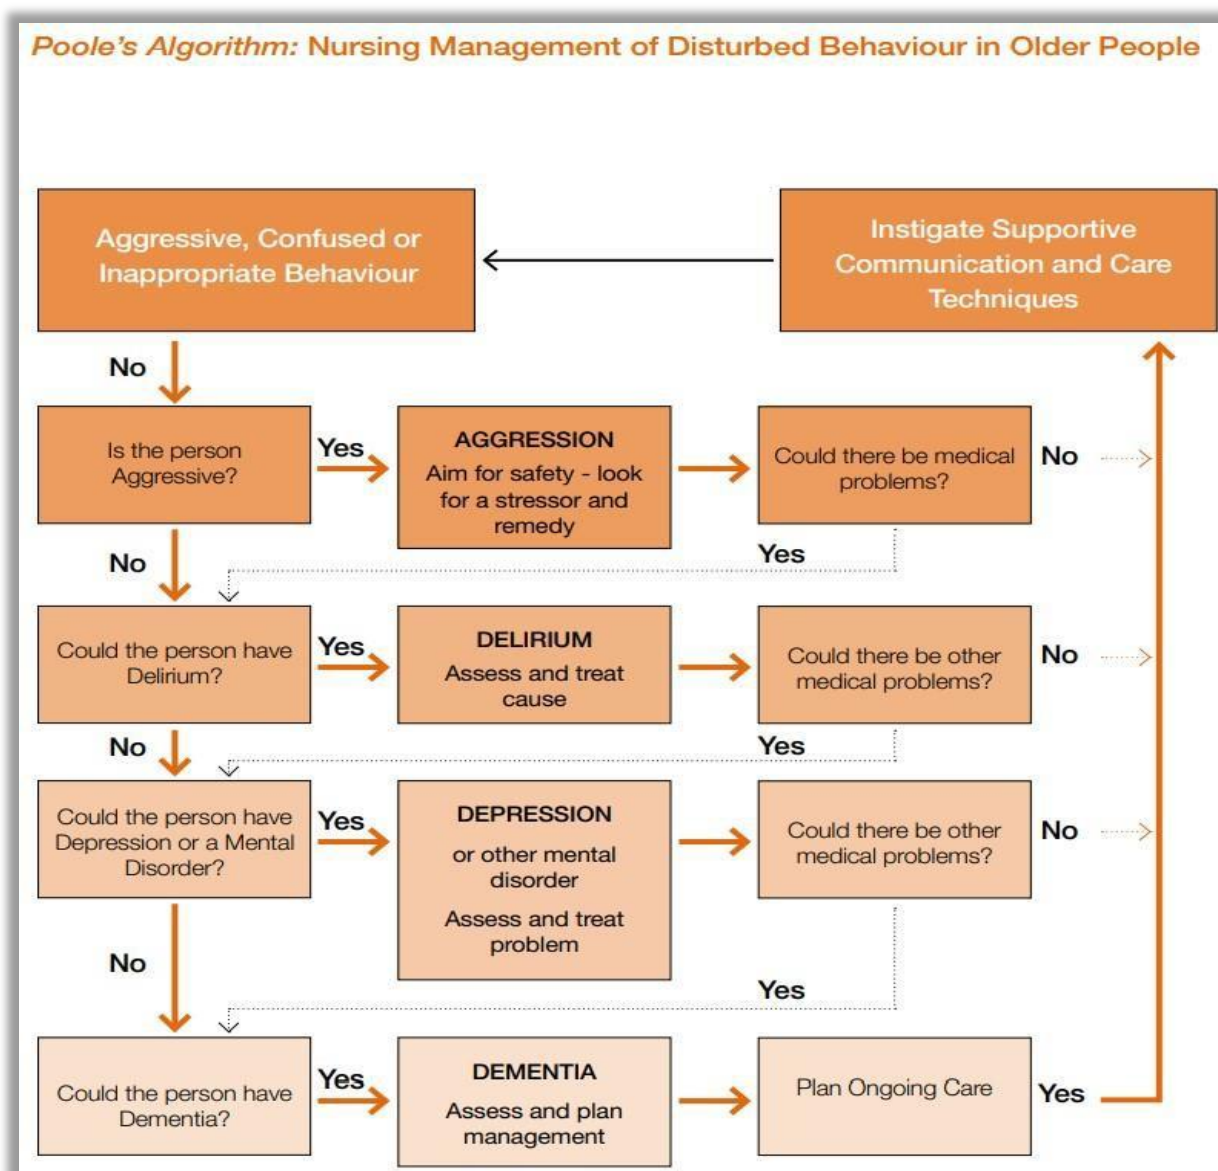 Poole's Algorithm: Nursing Management of Disturbed Behaviour in Older People
Aggressive, Confused or
Inappropriate Behaviour
Instigate Supportive
Communication and Care
Techniques
No
Is the person
Aggressive?
Yes
AGGRESSION
Aim for safety - look
for a stressor and
remedy
Could there be medical
problems?
No
No
Yes
Could the person have
Delirium?
Yes
DELIRIUM
Assess and treat
cause
Could there be other
medical problems?
No
No
Yes
Could the person have
Depression or a Mental
Disorder?
Yes
DEPRESSION
or other mental
disorder
Assess and treat
problem
Could there be other
medical problems?
No
No
Yes
Could the person have
Dementia?
Yes
DEMENTIA
Assess and plan
management
Plan Ongoing Care
Yes